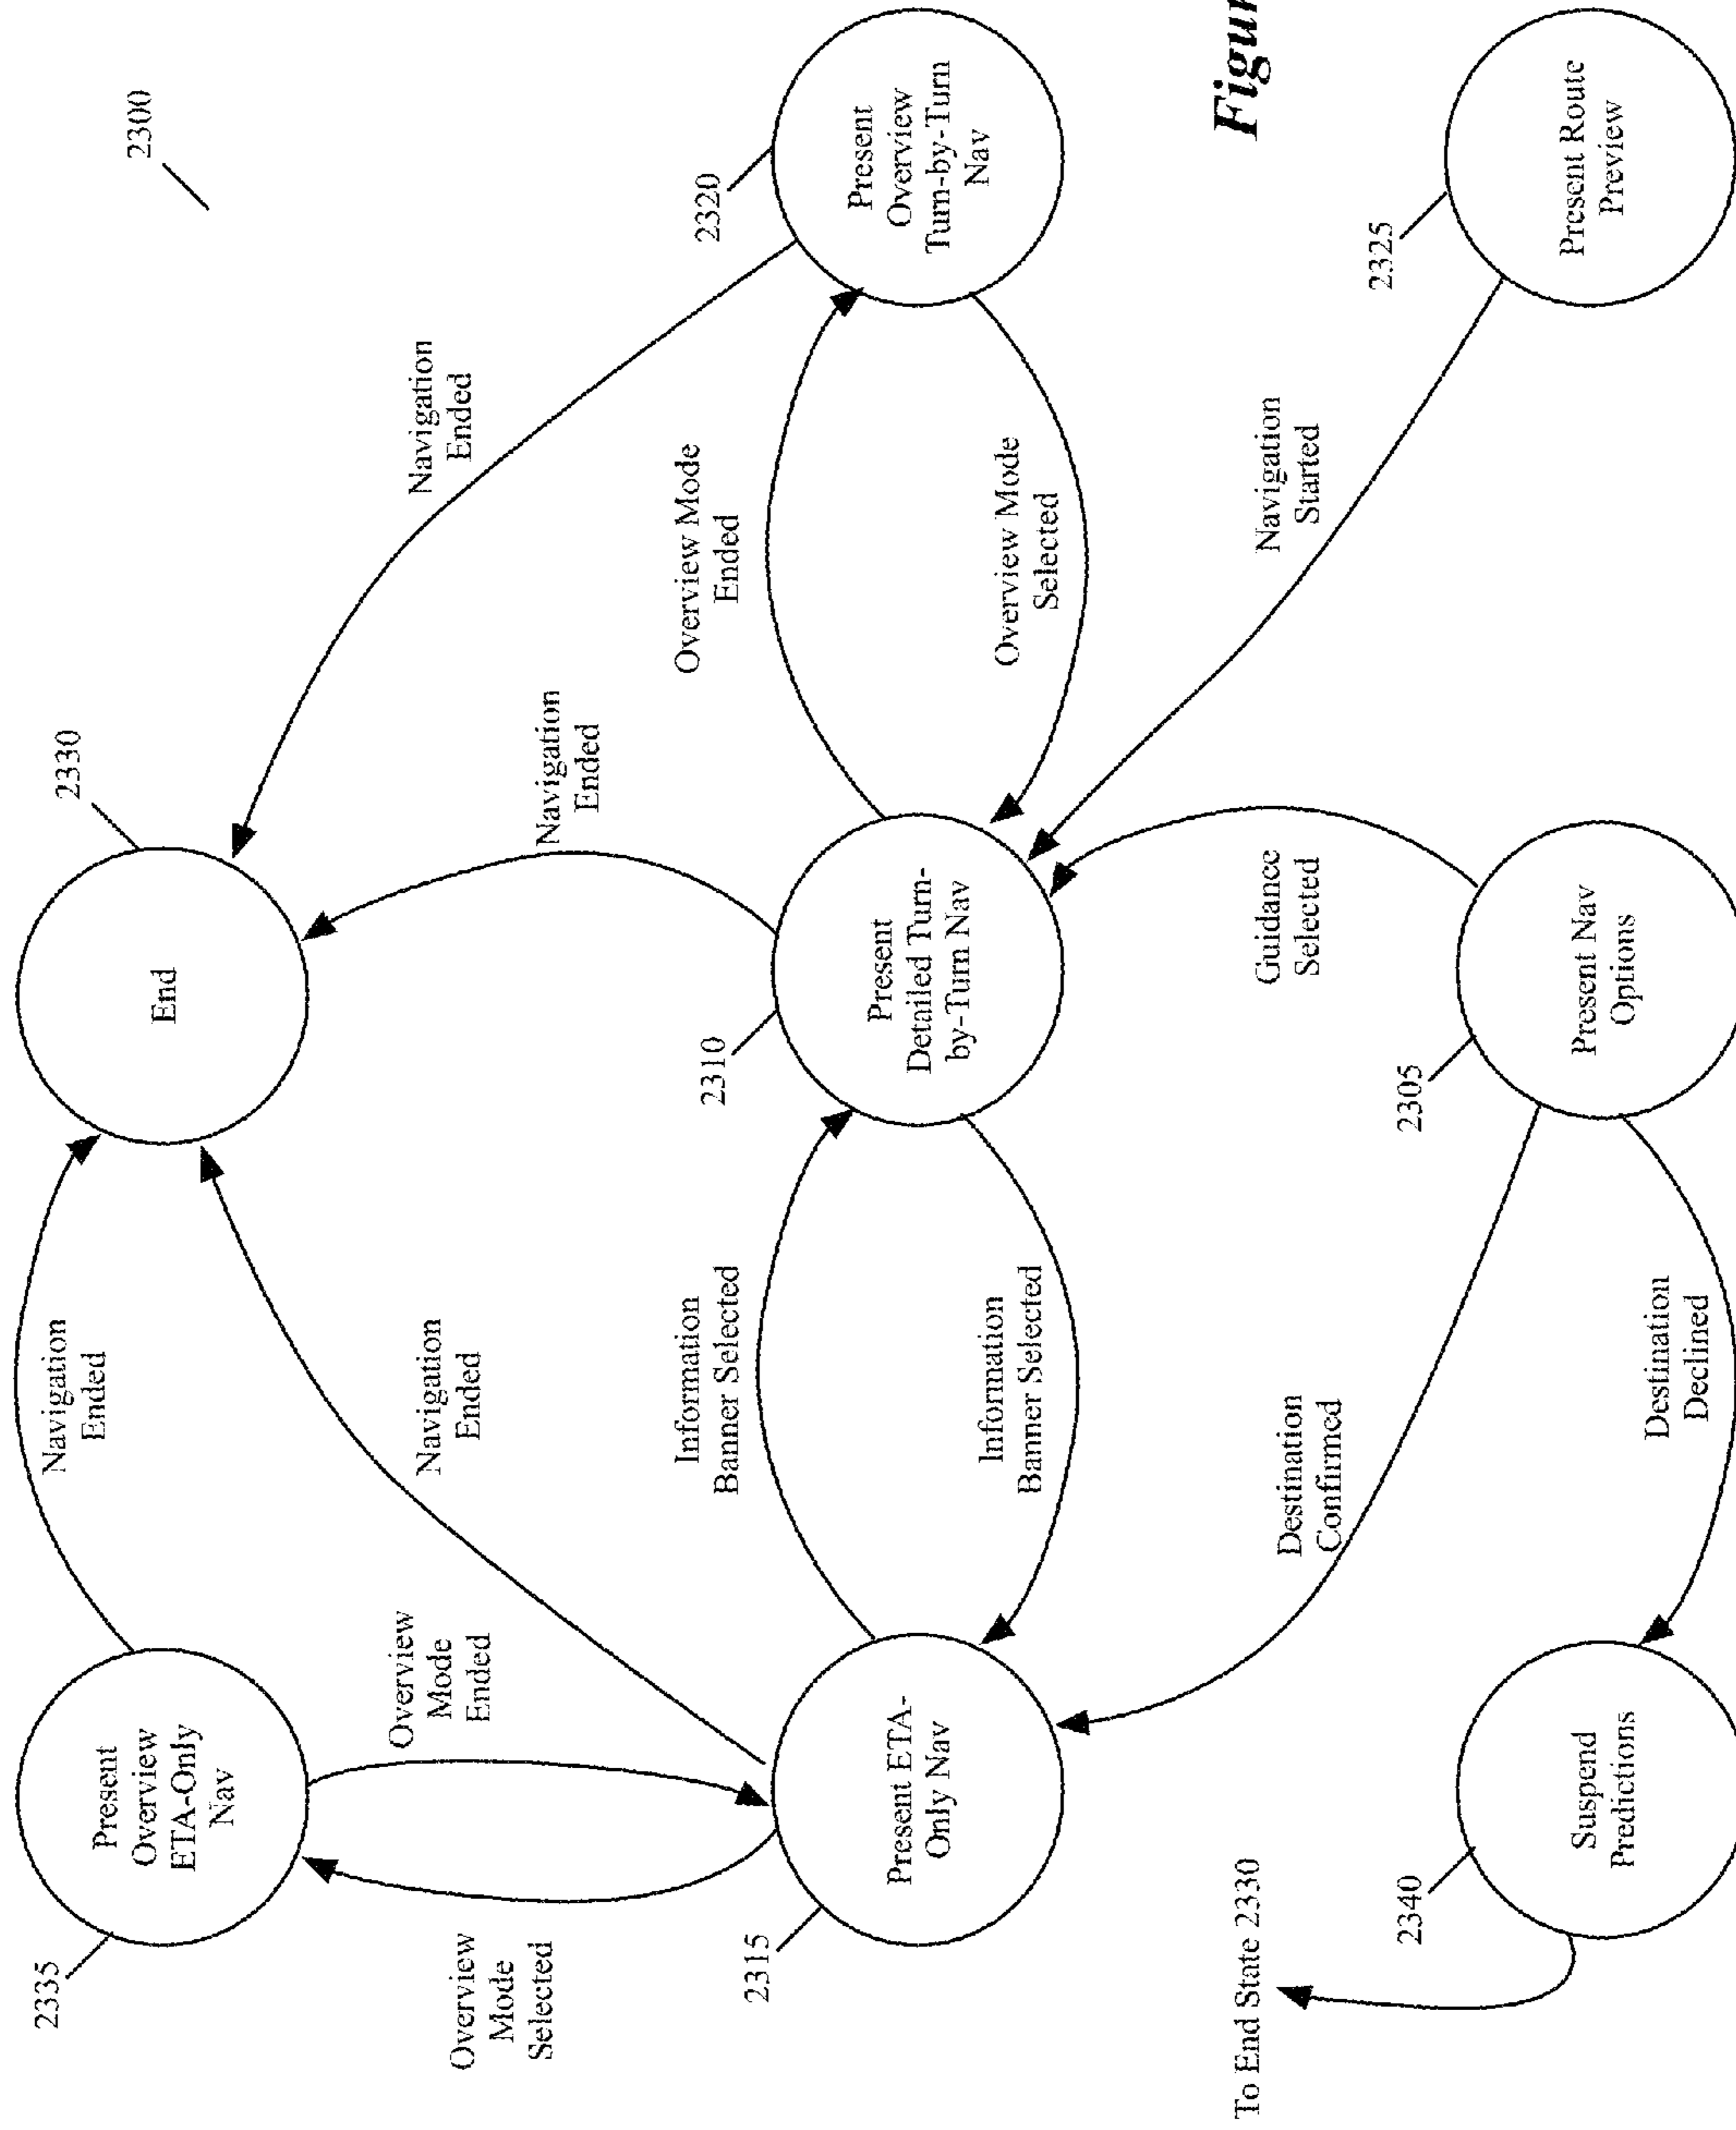 2335
2330
2300
Present
Overview
ETA-Only
Nav
Navigation
Ended
End
Overview
Mode
Selected
Overview
Mode
Ended
Navigation
Ended
Navigation
Ended
Navigation
Ended
2315
2310
2320
Information
Banner Selected
Overview Mode
Ended
Present ETA-
Only Nav
Present
Detailed Turn-
by-Turn Nav
Present
Overview
Turn-by-Turn
Nav
Information
Banner Selected
Overview Mode
Selected
To End State 2330
Destination
Confirmed
Guidance
Selected
Navigation
Started
Figur
2340
2305
2325
Suspend
Predictions
Present Nav
Options
Present Route
Preview
Destination
Declined